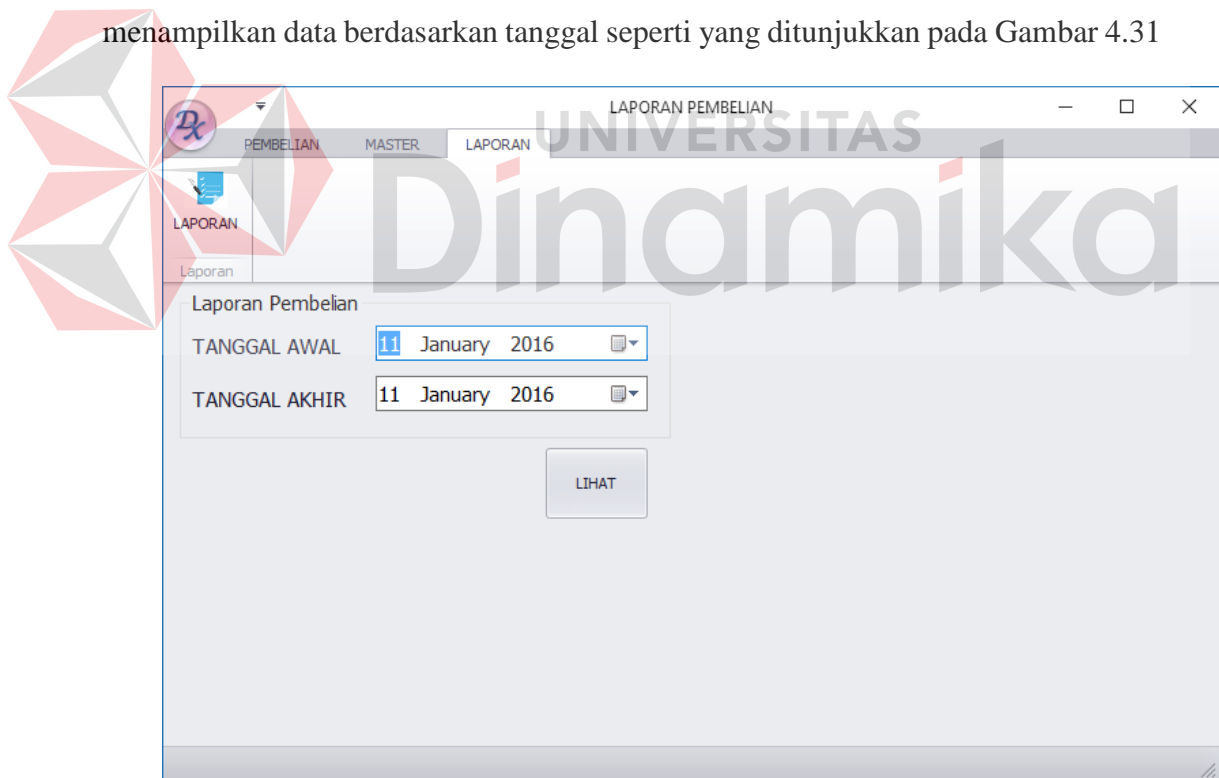 menampilkan data berdasarkan tanggal seperti yang ditunjukkan pada Gambar 4.31
LAPORAN PEMBELIAN
UNIVERSITAS
Dinamika
PEMBELIAN MASTER LAPORAN
LAPORAN
Laporan
Laporan Pembelian
TANGGAL AWAL 11 January 2016
TANGGAL AKHIR 11 January 2016
LIHAT